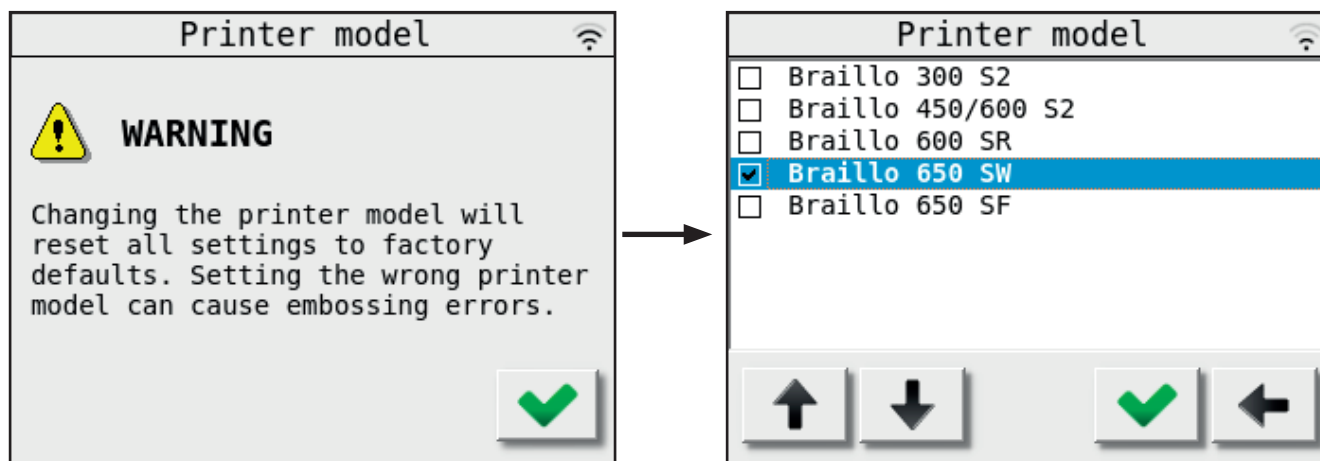 Printer model
WARNING
Changing the printer model will
reset all settings to factory
defaults. Setting the wrong printer
model can cause embossing errors.
Printer model
Braillo 300 S2
Braillo 450/600 S2
Braillo 600 SR
Braillo 650 SW
Braillo 650 SF